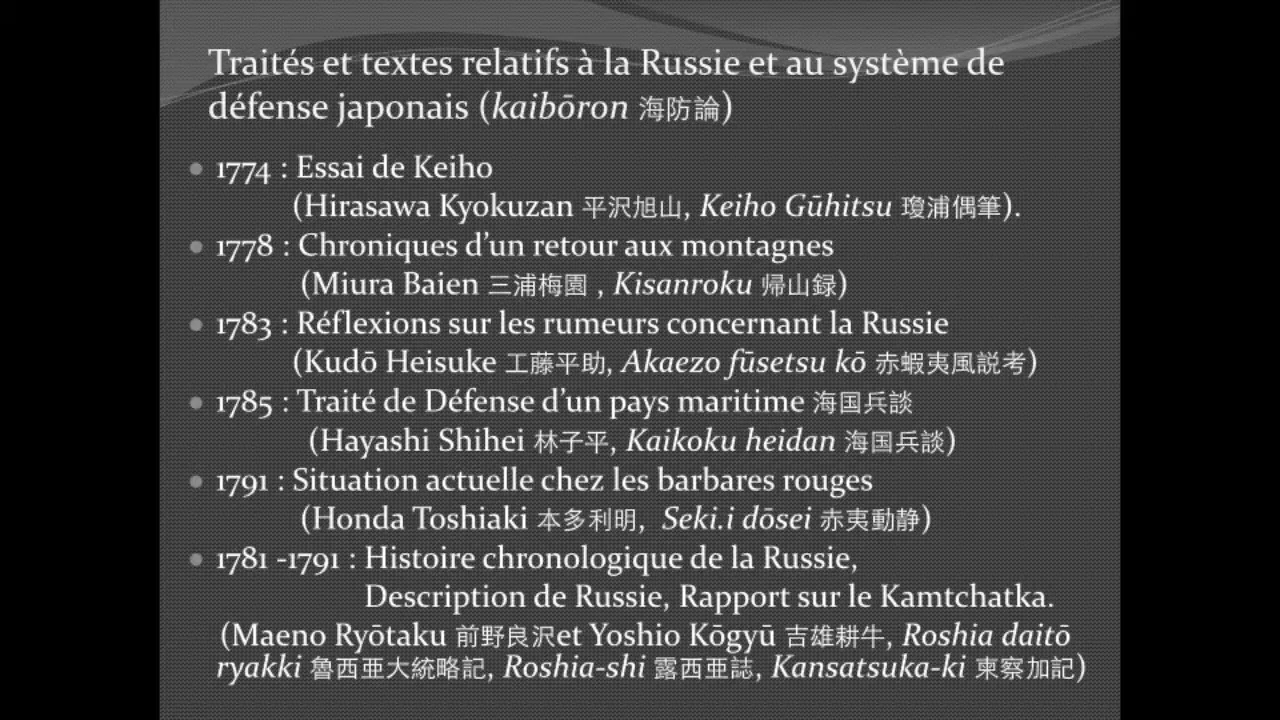 Traités et textes relatifs à la Russie et au système de
défense japonais (kaibōron 海防論)
1774 : Essai de Keiho
(Hirasawa Kyokuzan 平沢旭山, Keiho Gūhitsu 瓊浦偶筆).
1778 : Chroniques d’un retour aux montagnes
(Miura Baien 三浦梅園 , Kisanroku 帰山録)
1783 : Réflexions sur les rumeurs concernant la Russie
(Kudō Heisuke 工藤平助, Akaezo fūsetsu kō 赤蝦夷風説考)
1785 : Traité de Défense d’un pays maritime 海国兵談
(Hayashi Shihei 林子平, Kaikoku heidan 海国兵談)
1791 : Situation actuelle chez les barbares rouges
(Honda Toshiaki 本多利明, Seki.i dōsei 赤夷動静)
1781 -1791 : Histoire chronologique de la Russie,
Description de Russie, Rapport sur le Kamtchatka.
(Maeno Ryōtaku 前野良沢et Yoshio Kōgyū 吉雄耕牛, Roshia daitō
ryakki 魯西亜大統略記, Roshia-shi 露西亜誌, Kansatsuka-ki 柬察加記)